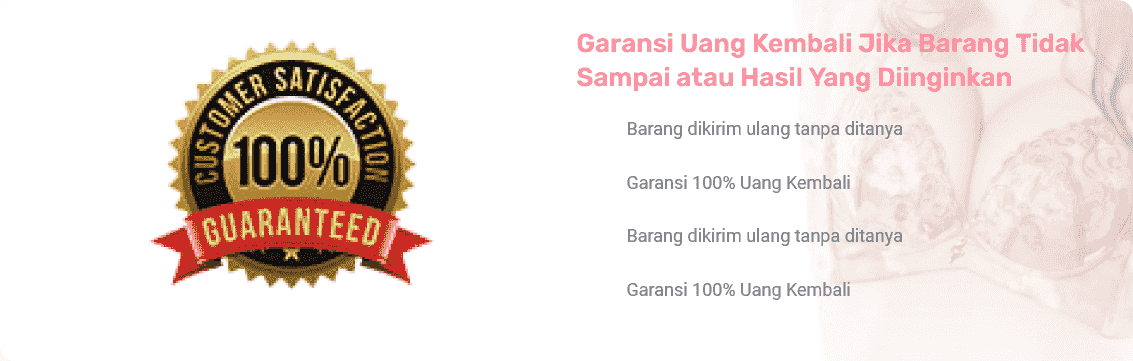 CUSTOMER SATISFACTION
100%
GUARANTEED
Garansi Uang Kembali Jika Barang Tidak
Sampai atau Hasil Yang Diinginkan
Barang dikirim ulang tanpa ditanya
Garansi 100% Uang Kembali
Barang dikirim ulang tanpa ditanya
Garansi 100% Uang Kembali